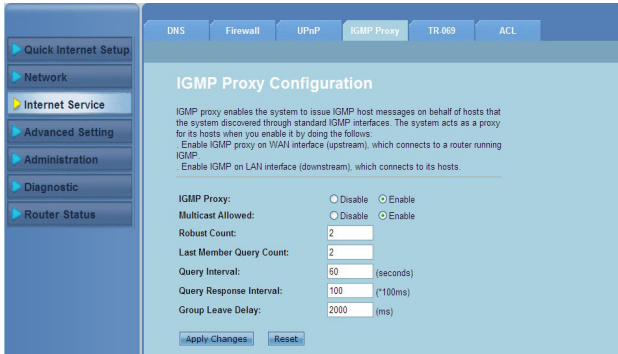 DNS Firewall UPnP IGMP Proxy TR-069 ACL
Quick Internet Setup
Network
Internet Service
Advanced Setting
Administration
Diagnostic
Router Status
IGMP Proxy Configuration
IGMP proxy enables the system to issue IGMP host messages on behalf of hosts that
the system discovered through standard IGMP interfaces. The system acts as a proxy
for its hosts when you enable it by doing the follows:
. Enable IGMP proxy on WAN interface (upstream), which connects to a router running
IGMP.
. Enable IGMP on LAN interface (downstream), which connects to its hosts.
IGMP Proxy: Disable Enable
Multicast Allowed: Disable Enable
Robust Count: 2
Last Member Query Count: 2
Query Interval: 60 (seconds)
Query Response Interval: 100 (*100ms)
Group Leave Delay: 2000 (ms)
Apply Changes Reset